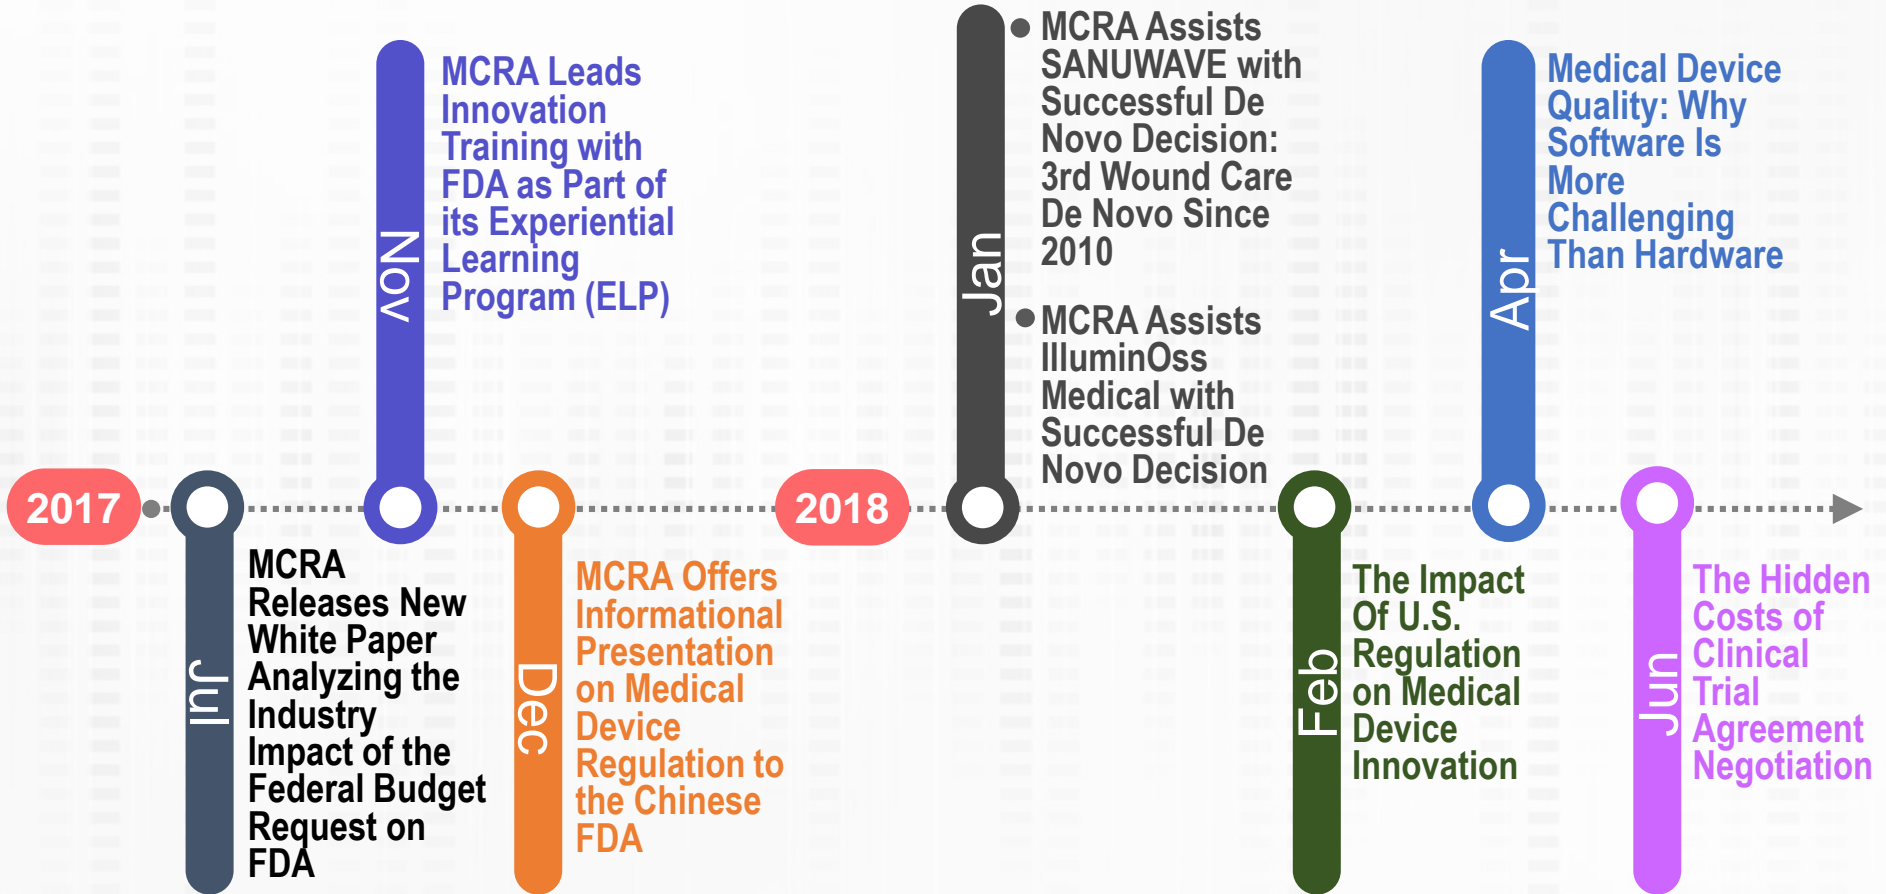 2017
Jul
MCRA
Releases New
White Paper
Analyzing the
Industry
Impact of the
Federal Budget
Request on
FDA
Nov
MCRA Leads
Innovation
Training with
FDA as Part of
its Experiential
Learning
Program (ELP)
Dec
MCRA Offers
Informational
Presentation
on Medical
Device
Regulation to
the Chinese
FDA
2018
Jan
MCRA Assists
SANUWAVE with
Successful De
Novo Decision:
3rd Wound Care
De Novo Since
2010
MCRA Assists
IlluminOss
Medical with
Successful De
Novo Decision
Feb
The Impact
Of U.S.
Regulation
on Medical
Device
Innovation
Apr
Medical Device
Quality: Why
Software Is
More
Challenging
Than Hardware
Jun
The Hidden
Costs of
Clinical
Trial
Agreement
Negotiation